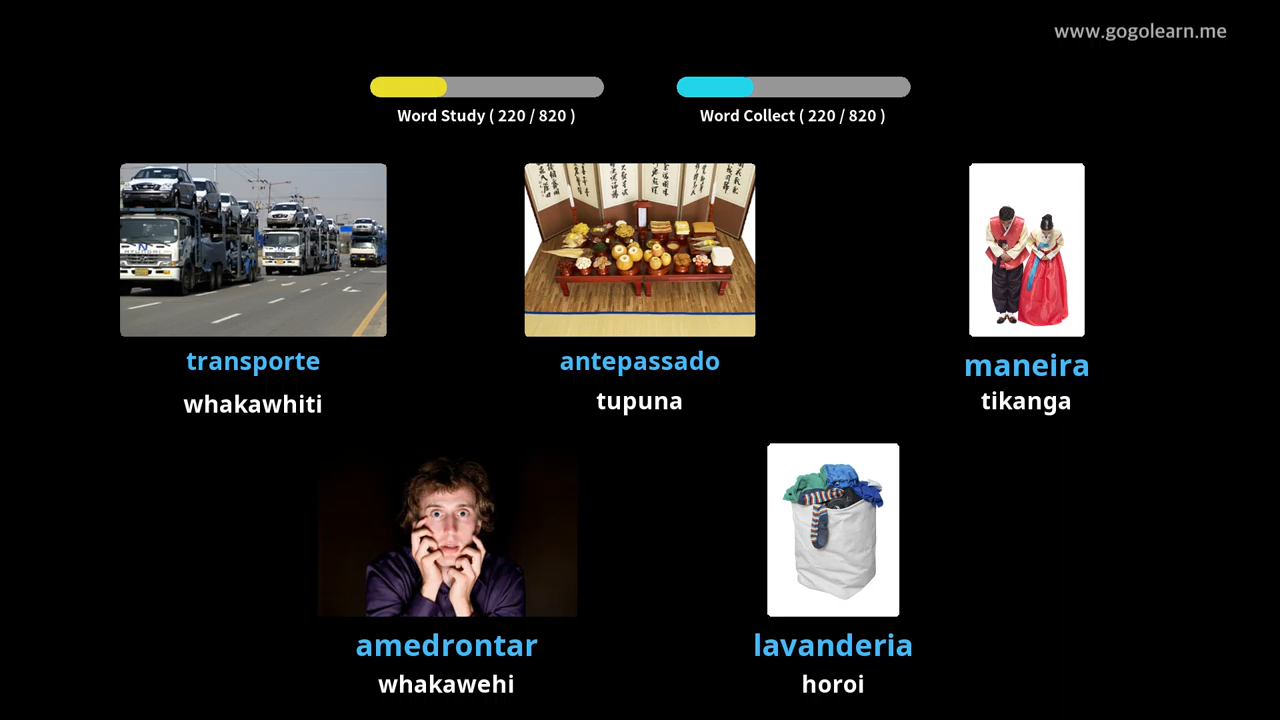 www.gogolearn.me
Word Study ( 220 / 820 )
Word Collect ( 220 / 820 )
transporte
whakawhiti
antepassado
tupuna
maneira
tikanga
amedrontar
whakawehi
lavanderia
horoi